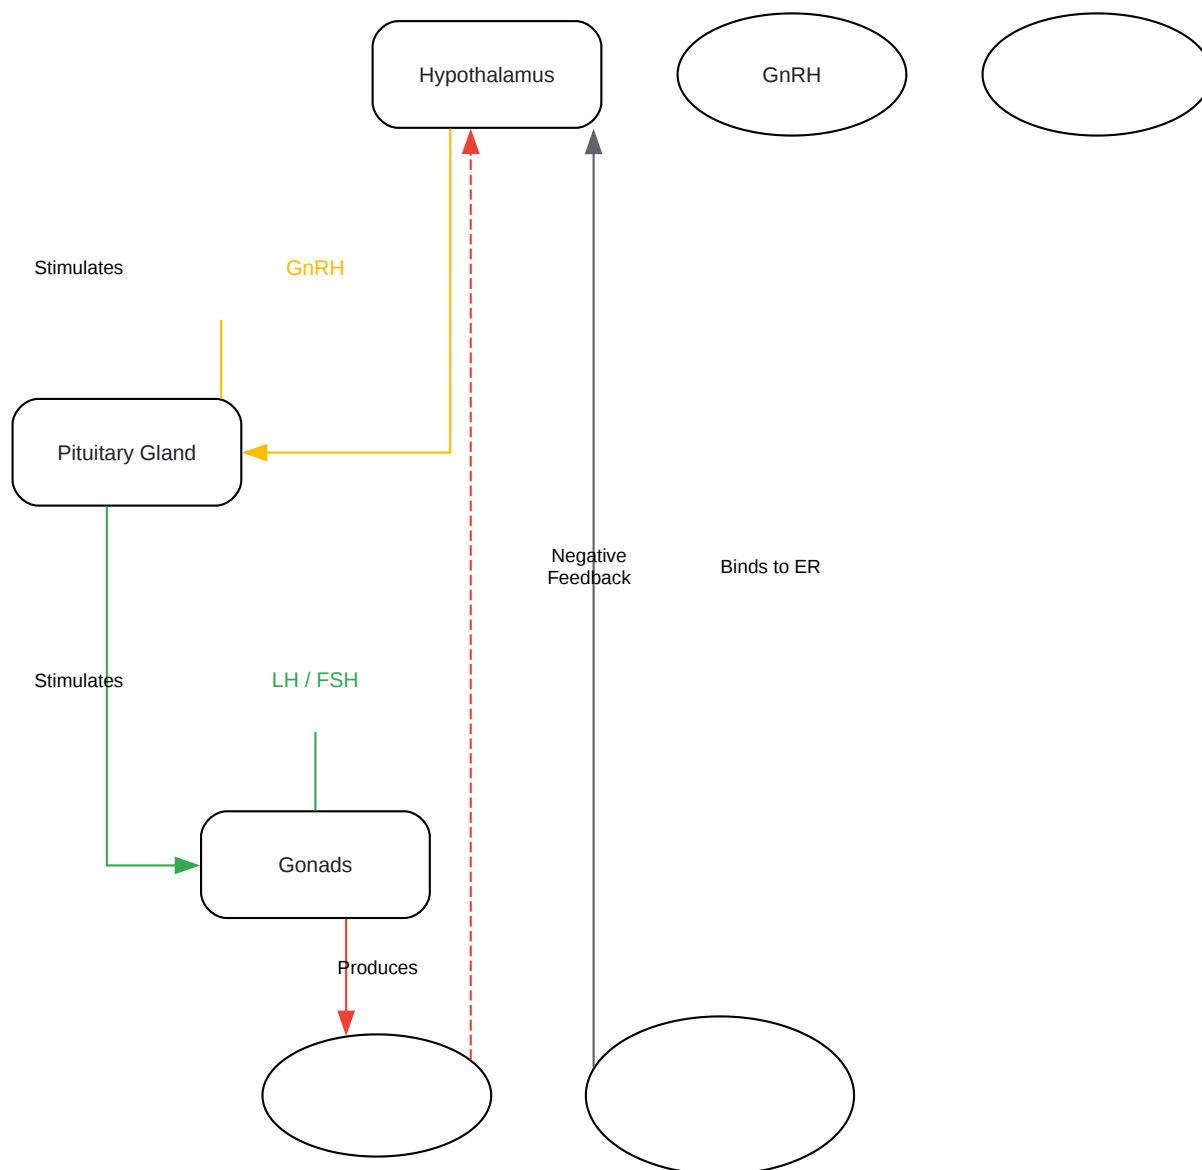 Hypothalamus
GnRH
Stimulates
GnRH
Pituitary Gland
Negative
Feedback
Binds to ER
Stimulates
LH / FSH
Gonads
Produces